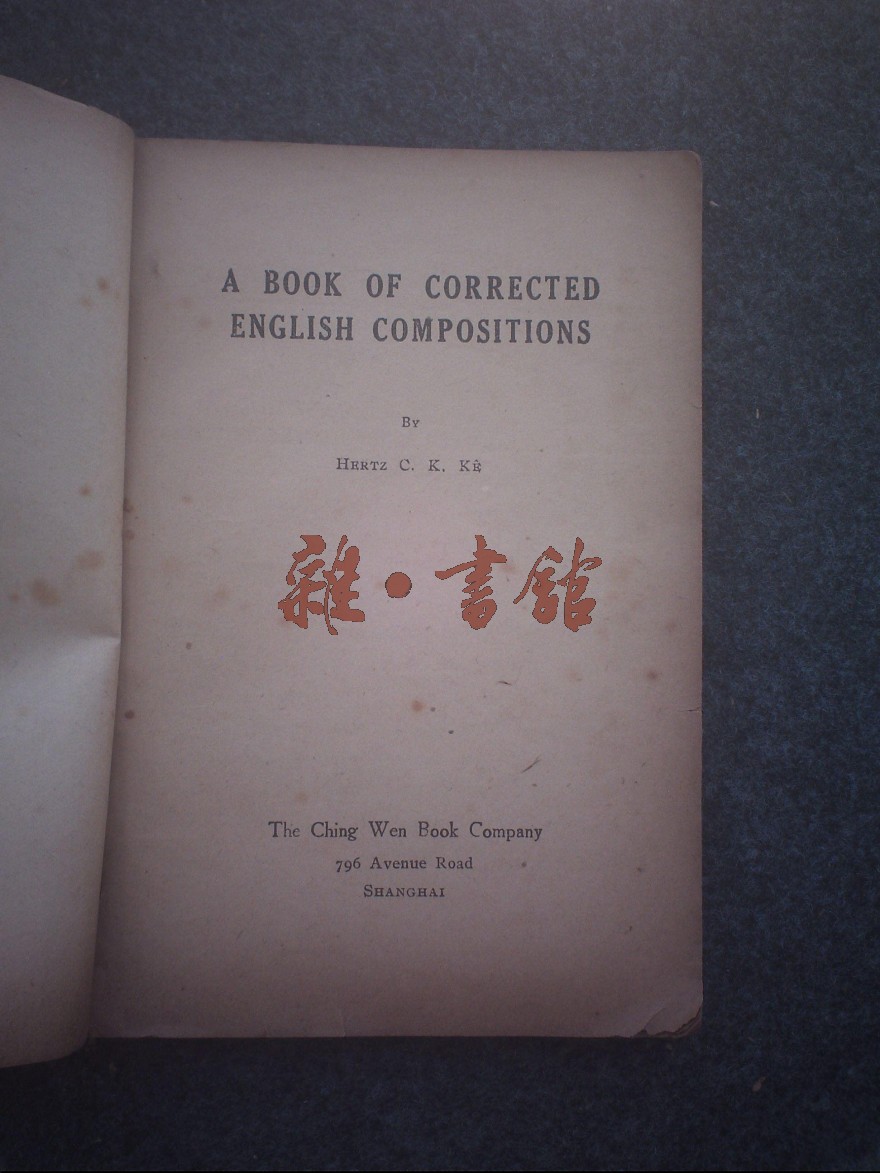 A BOOK OF CORRECTED
ENGLISH COMPOSITIONS
BY
HERTZ C. K. KÊ
雜·書館
The Ching Wen Book Company
796 Avenue Road
SHANGHAI